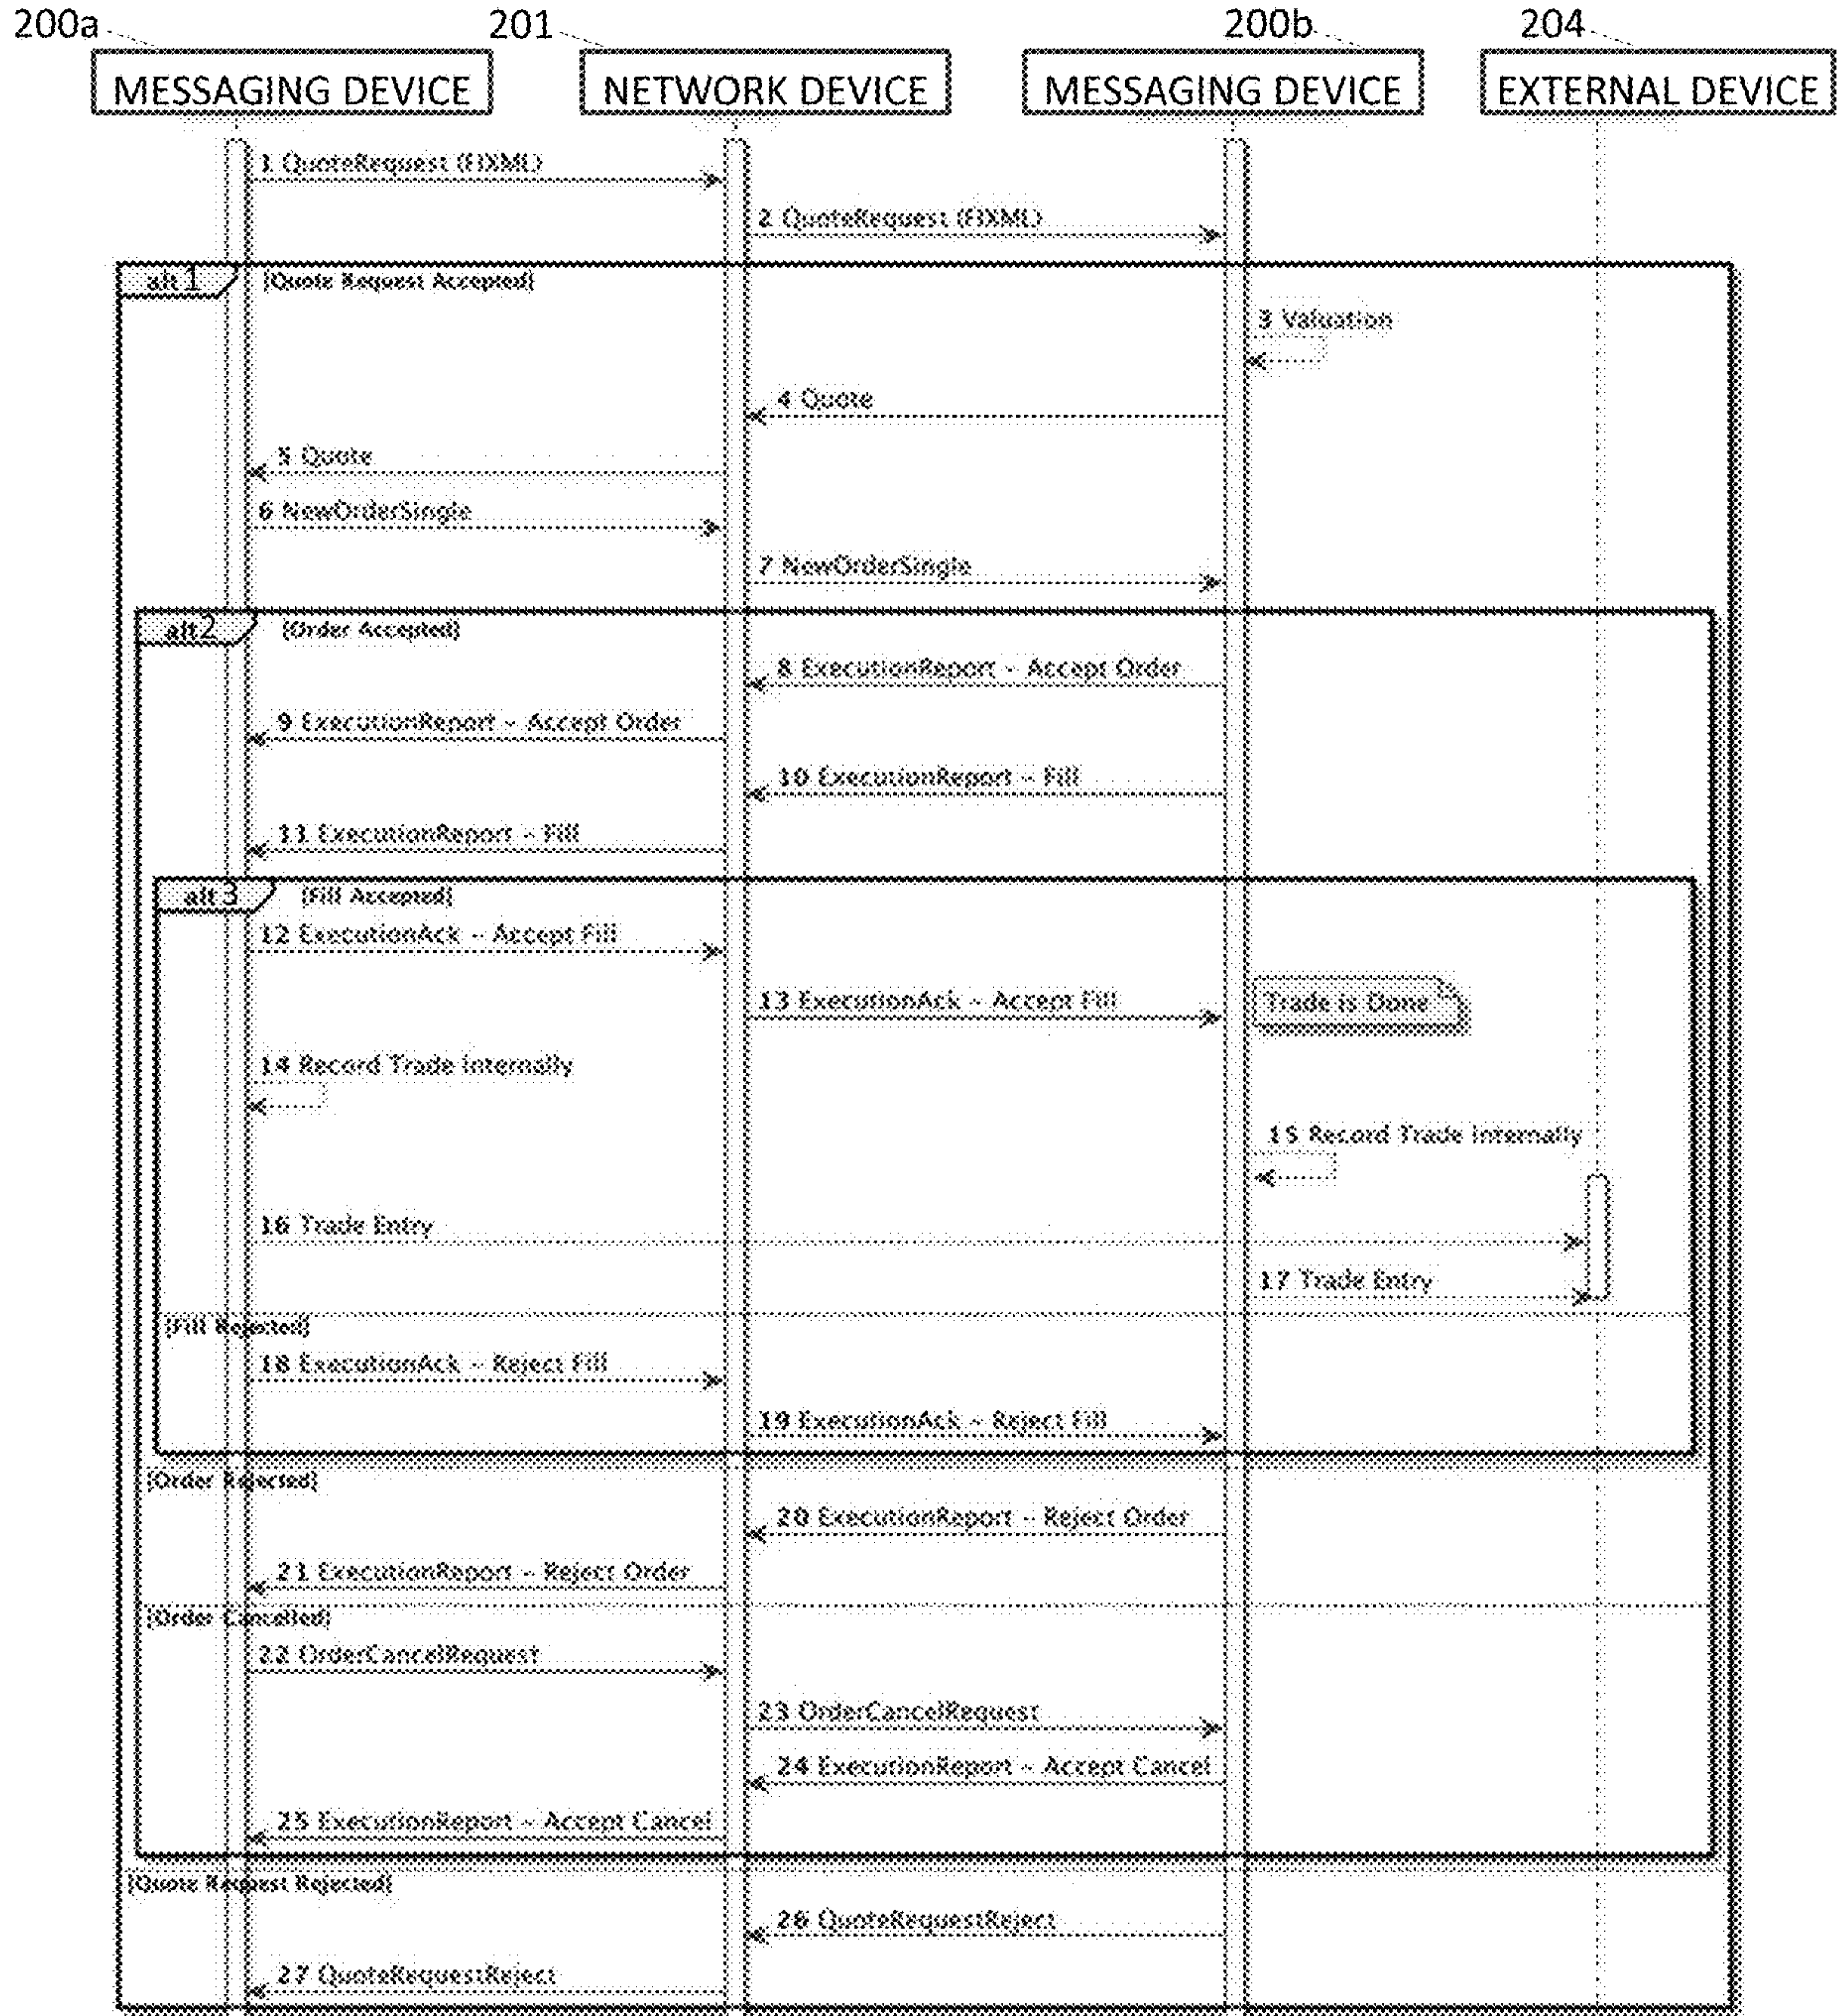 200a 201 200b 204
MESSAGING DEVICE NETWORK DEVICE MESSAGING DEVICE EXTERNAL DEVICE
1 QuoteRequest (FIXML)
2 QuoteRequest (FIXML)
alt 1 [Quote Request Accepted]
3 Valuation
4 Quote
5 Quote
6 NewOrderSingle
7 NewOrderSingle
alt 2 [Order Accepted]
8 ExecutionReport - Accept Order
9 ExecutionReport - Accept Order
10 ExecutionReport - Fill
11 ExecutionReport - Fill
alt 3 [Fill Accepted]
12 ExecutionAck - Accept Fill
13 ExecutionAck - Accept Fill Trade is Done
14 Record Trade Internally
15 Record Trade Internally
16 Trade Entry
17 Trade Entry
[Fill Rejected]
18 ExecutionAck - Reject Fill
19 ExecutionAck - Reject Fill
[Order Rejected]
20 ExecutionReport - Reject Order
21 ExecutionReport - Reject Order
[Order Cancelled]
22 OrderCancelRequest
23 OrderCancelRequest
24 ExecutionReport - Accept Cancel
25 ExecutionReport - Accept Cancel
[Quote Request Rejected]
26 QuoteRequestReject
27 QuoteRequestReject